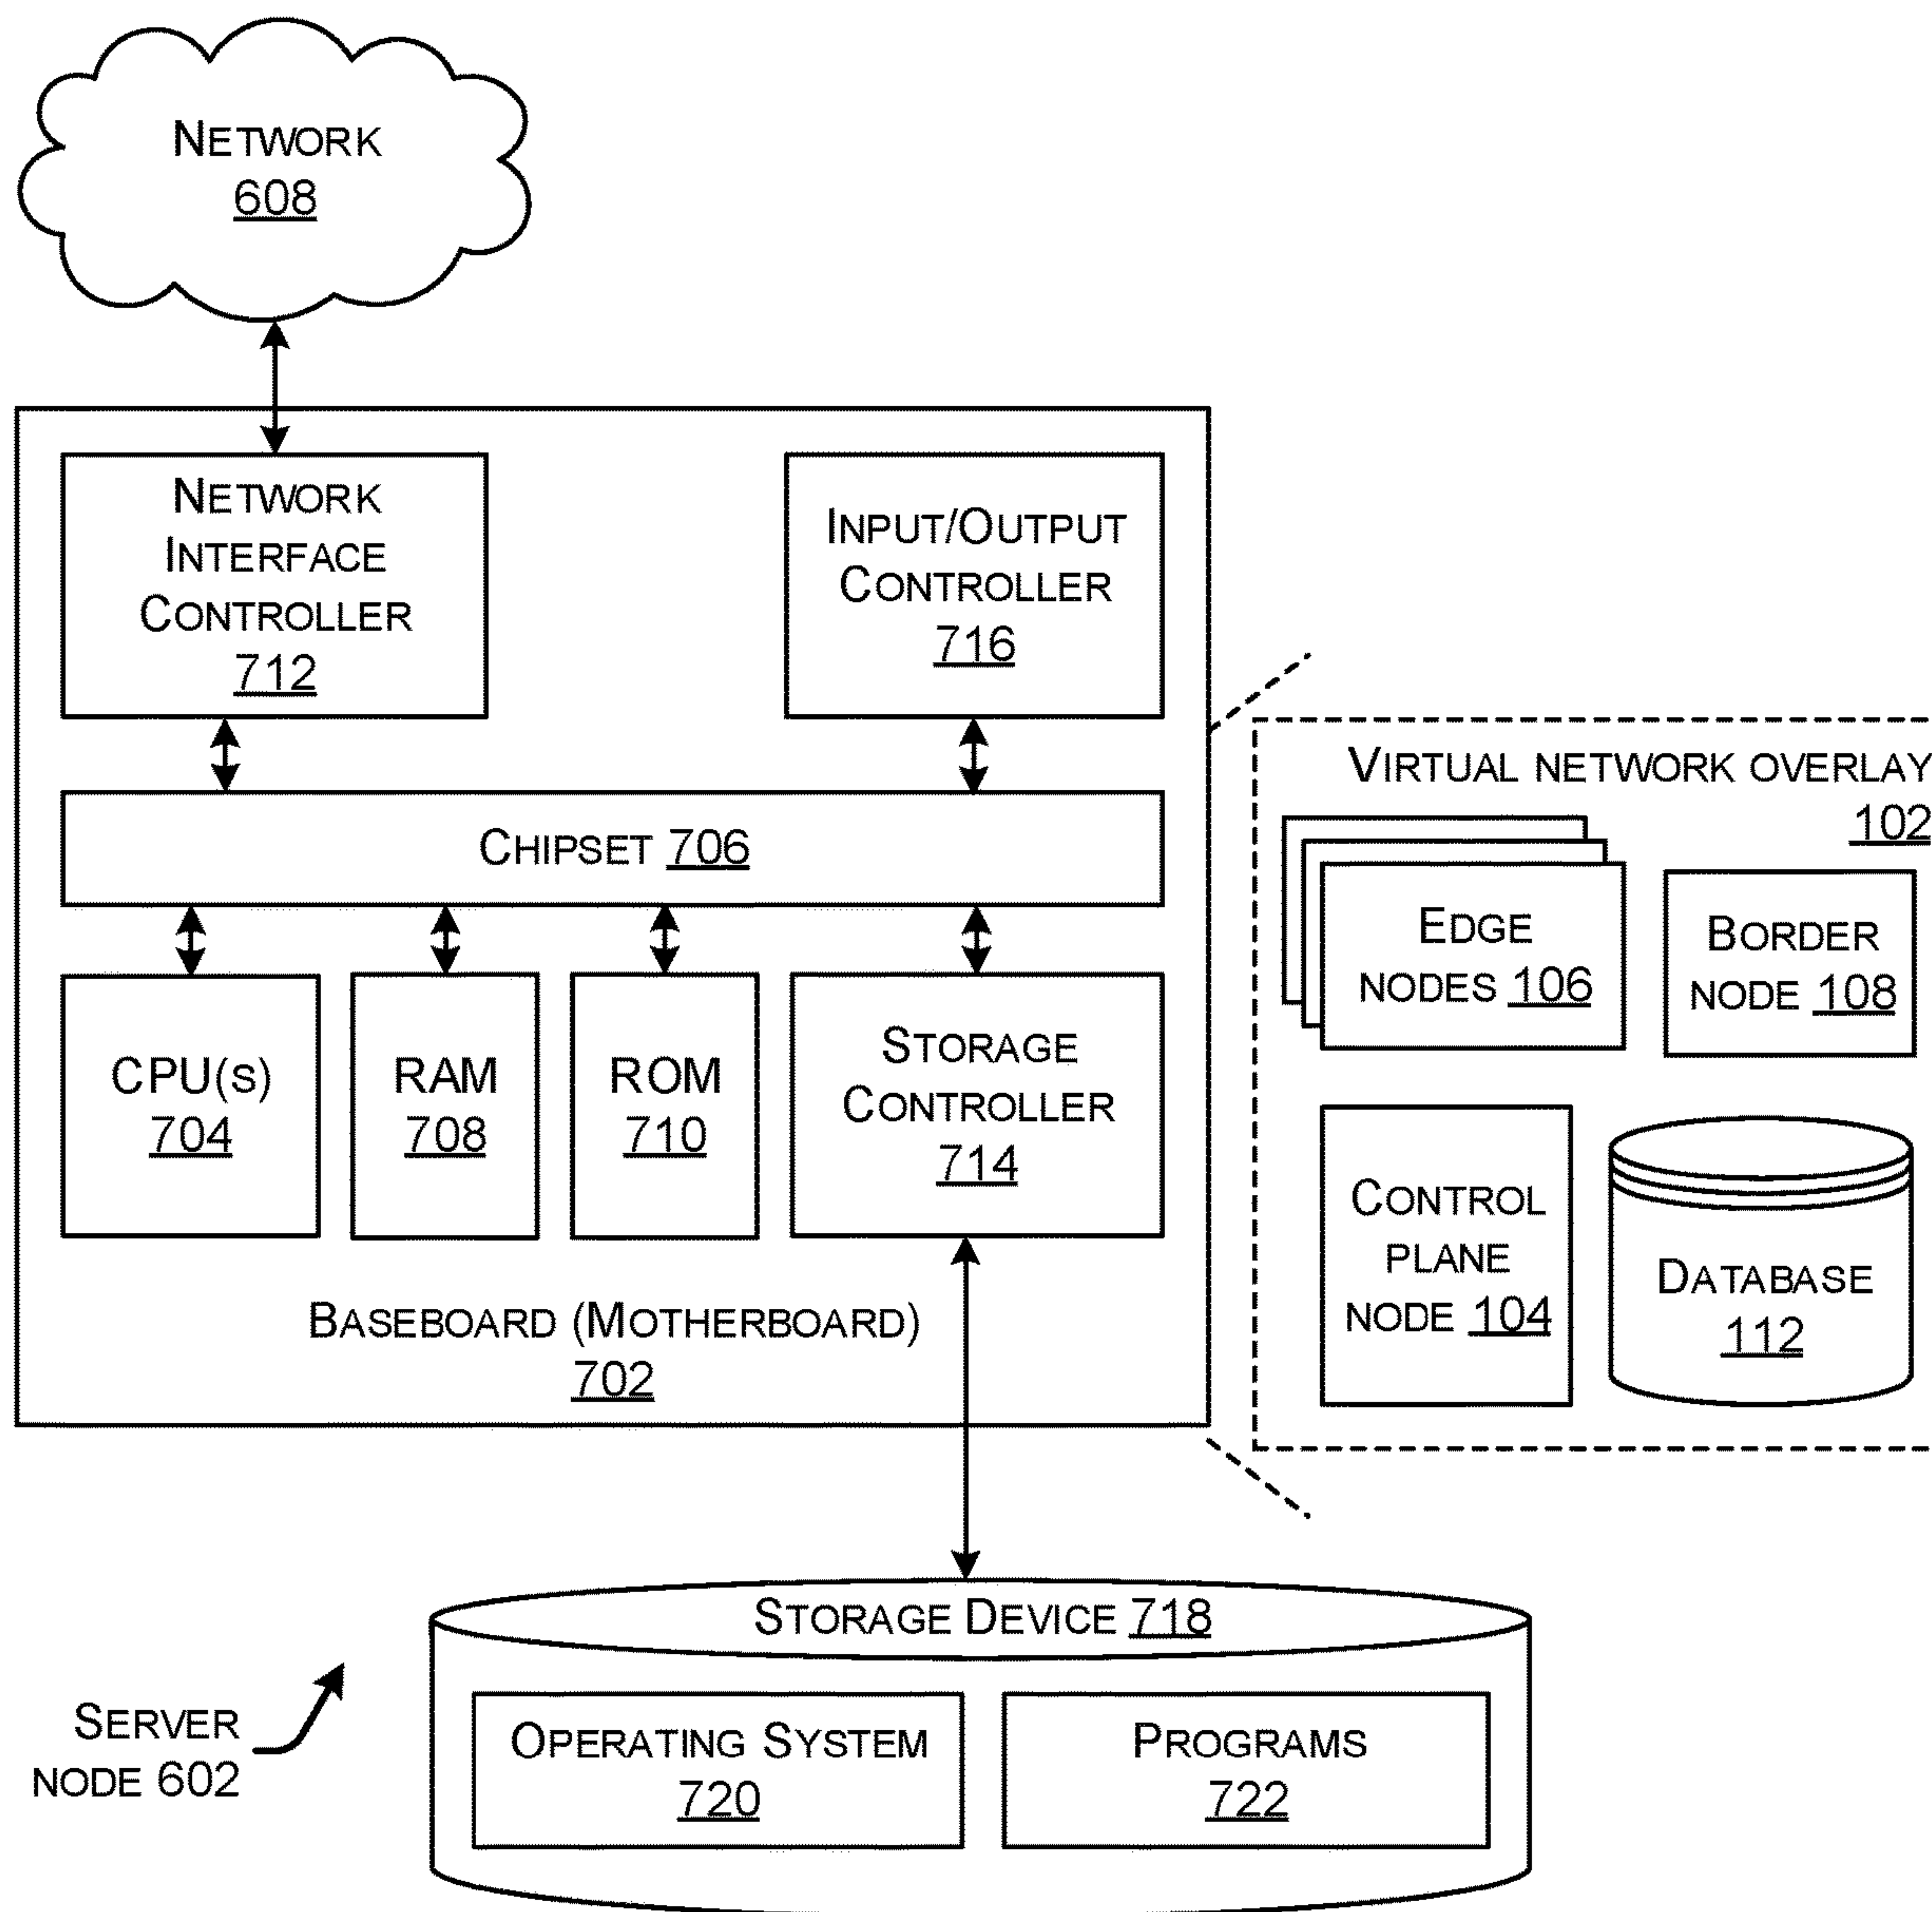 NETWORK
608
NETWORK
INTERFACE
CONTROLLER
712
INPUT/OUTPUT
CONTROLLER
716
CHIPSET 706
CPU(S)
704
RAM
708
ROM
710
STORAGE
CONTROLLER
714
BASEBOARD (MOTHERBOARD)
702
VIRTUAL NETWORK OVERLAY
102
EDGE
NODES 106
BORDER
NODE 108
CONTROL
PLANE
NODE 104
DATABASE
112
STORAGE DEVICE 718
OPERATING SYSTEM
720
PROGRAMS
722
SERVER
NODE 602